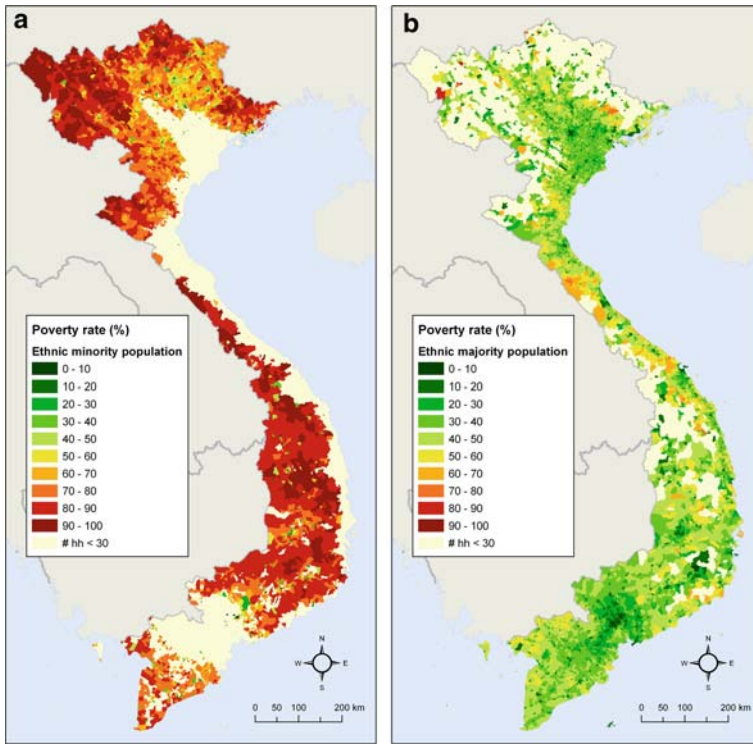 a
Poverty rate (%)
Ethnic minority population
0 - 10
10 - 20
20 - 30
30 - 40
40 - 50
50 - 60
60 - 70
70 - 80
80 - 90
90 - 100
# hh < 30
N
W E
S
0 50 100 200 km
b
Poverty rate (%)
Ethnic majority population
0 - 10
10 - 20
20 - 30
30 - 40
40 - 50
50 - 60
60 - 70
70 - 80
80 - 90
90 - 100
# hh < 30
N
W E
S
0 50 100 200 km